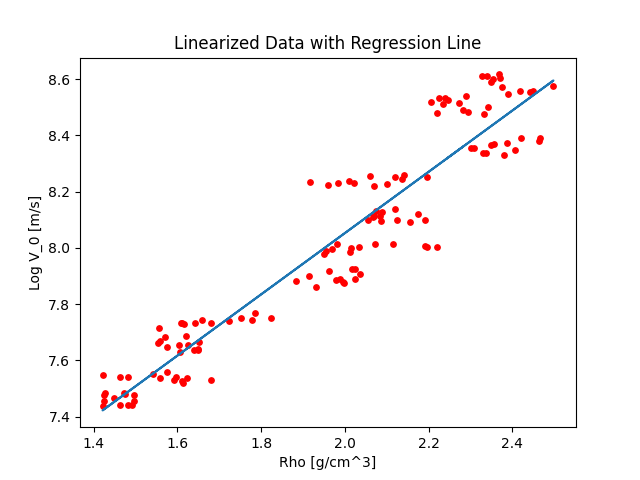 Linearized Data with Regression Line
8.6
8.4
8.2
8.0
7.8
7.6
7.4
Log V_0 [m/s]
1.4 1.6 1.8 2.0 2.2 2.4
Rho [g/cm^3]